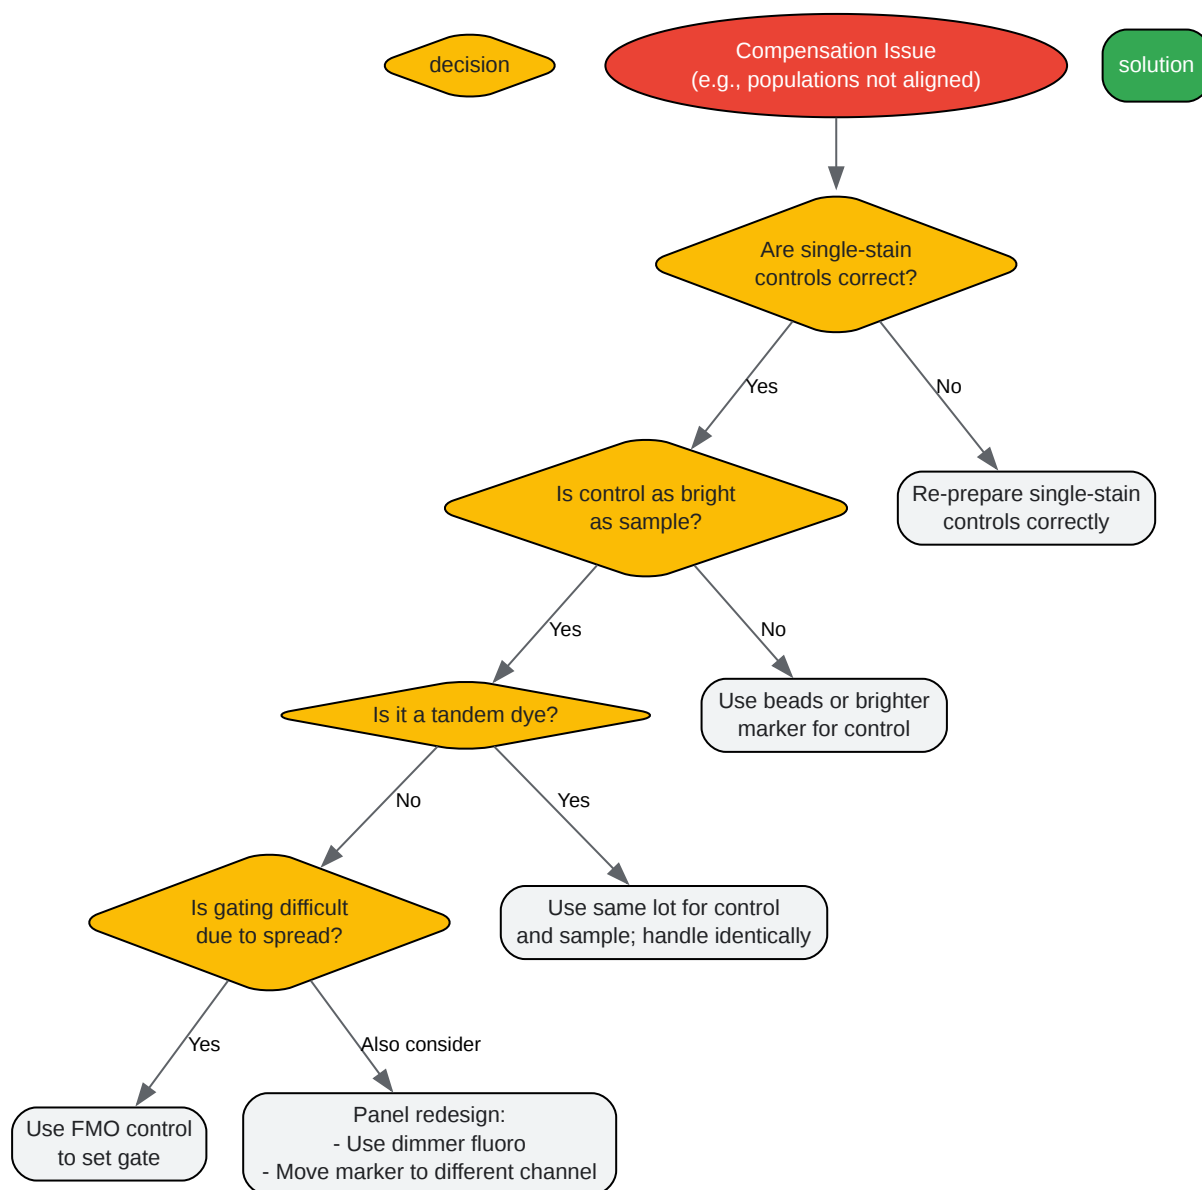 decision
Compensation Issue
(e.g., populations not aligned)
solution
Are single-stain
controls correct?
Yes
No
Is control as bright
as sample?
Re-prepare single-stain
controls correctly
Yes
No
Is it a tandem dye?
Use beads or brighter
marker for control
No
Yes
Is gating difficult
due to spread?
Use same lot for control
and sample; handle identically
Yes
Also consider
Use FMO control
to set gate
Panel redesign:
- Use dimmer fluoro
- Move marker to different channel